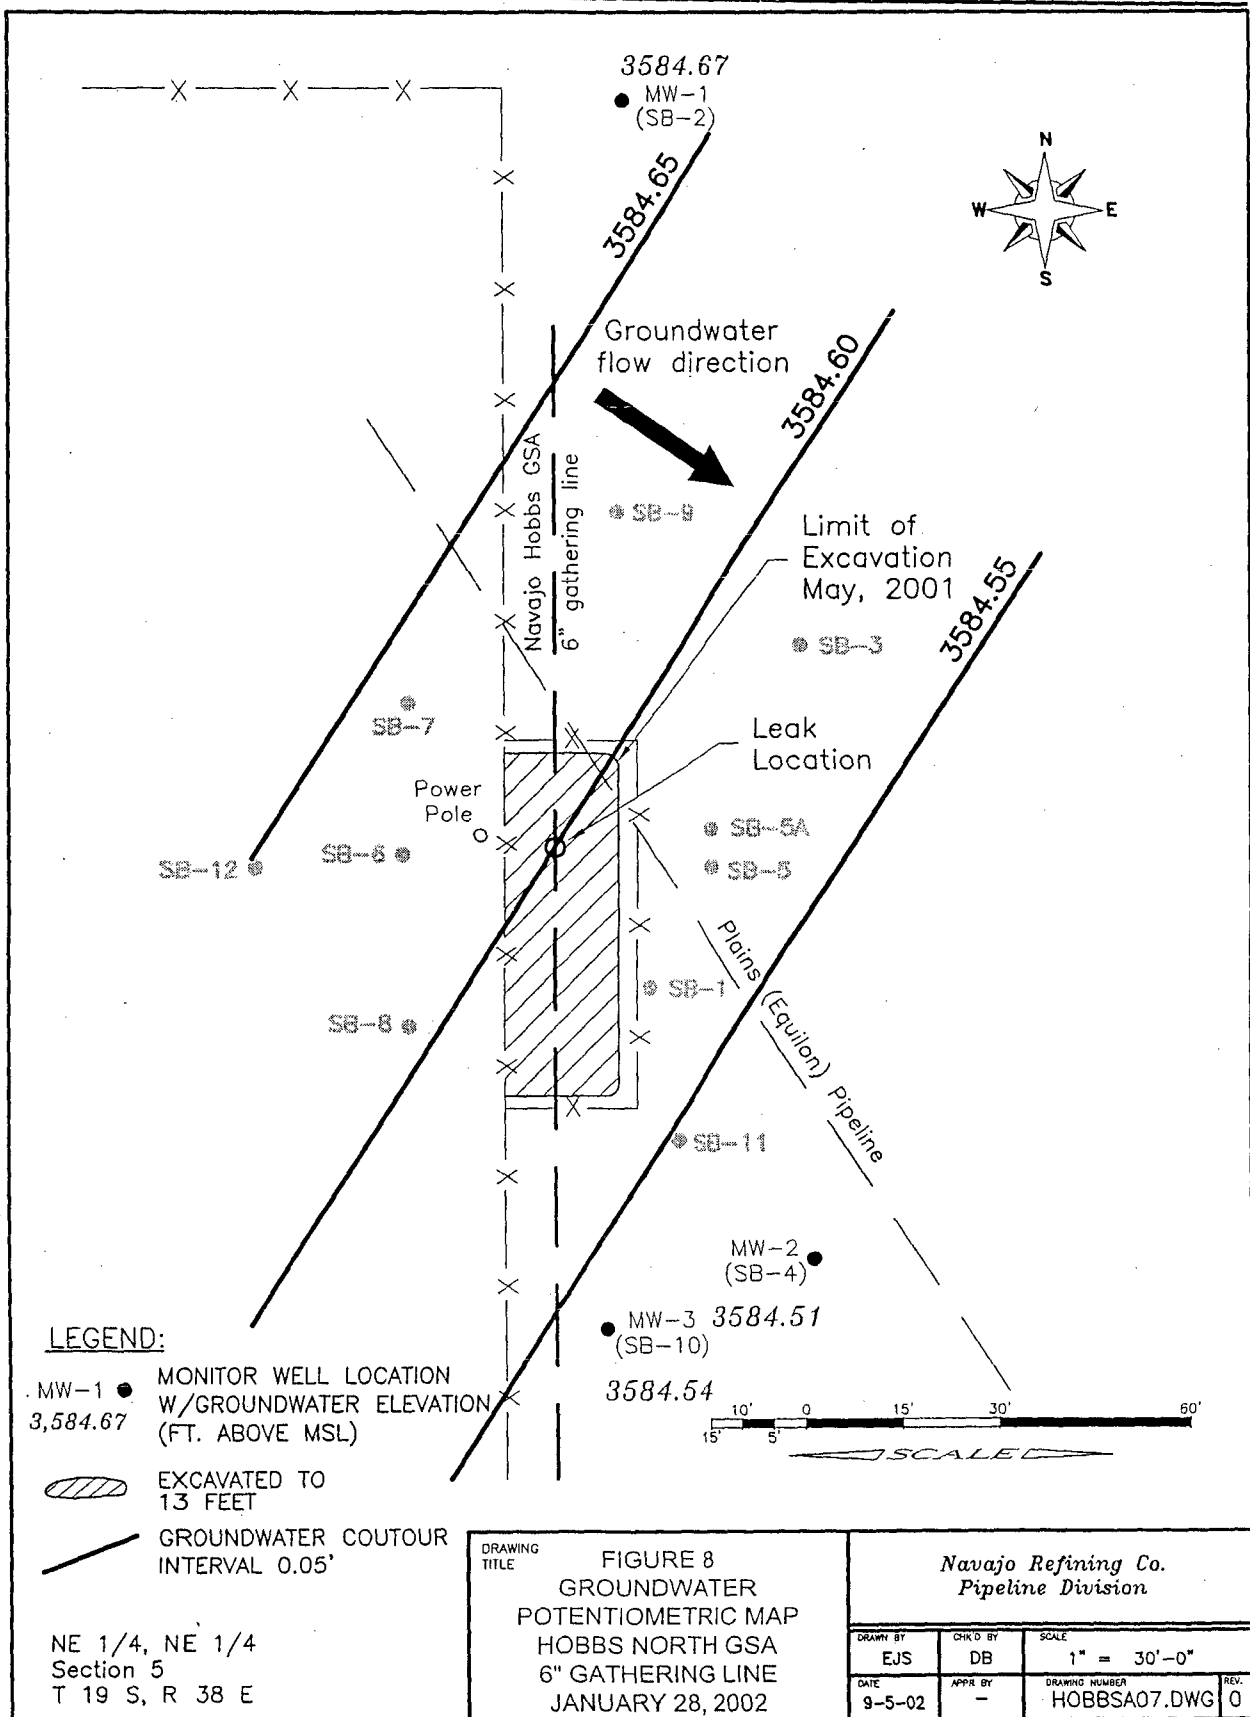 3584.67
MW-1
(SB-2)
N
W E
S
3584.65
3584.60
3584.55
Groundwater
flow direction
Navajo Hobbs GSA
6" gathering line
SB-9
Limit of
Excavation
May, 2001
SB-3
SB-7
Leak
Location
Power
Pole
SB-5A
SB-5
SB-12
SB-6
SB-1
SB-8
Plains (Equilon) Pipeline
SB-11
MW-2
(SB-4)
3584.51
MW-3
(SB-10)
3584.54
10' 0 15' 30' 60'
15' 5'
SCALE
LEGEND:
MW-1
3,584.67
MONITOR WELL LOCATION
W/GROUNDWATER ELEVATION
(FT. ABOVE MSL)
EXCAVATED TO
13 FEET
GROUNDWATER COUTOUR
INTERVAL 0.05'
NE 1/4, NE 1/4
Section 5
T 19 S, R 38 E
DRAWING
TITLE
FIGURE 8
GROUNDWATER
POTENTIOMETRIC MAP
HOBBS NORTH GSA
6" GATHERING LINE
JANUARY 28, 2002
Navajo Refining Co.
Pipeline Division
DRAWN BY
EJS
CHK'D BY
DB
SCALE
1" = 30'-0"
DATE
9-5-02
APPR BY
-
DRAWING NUMBER
HOBBSA07.DWG
REV.
0